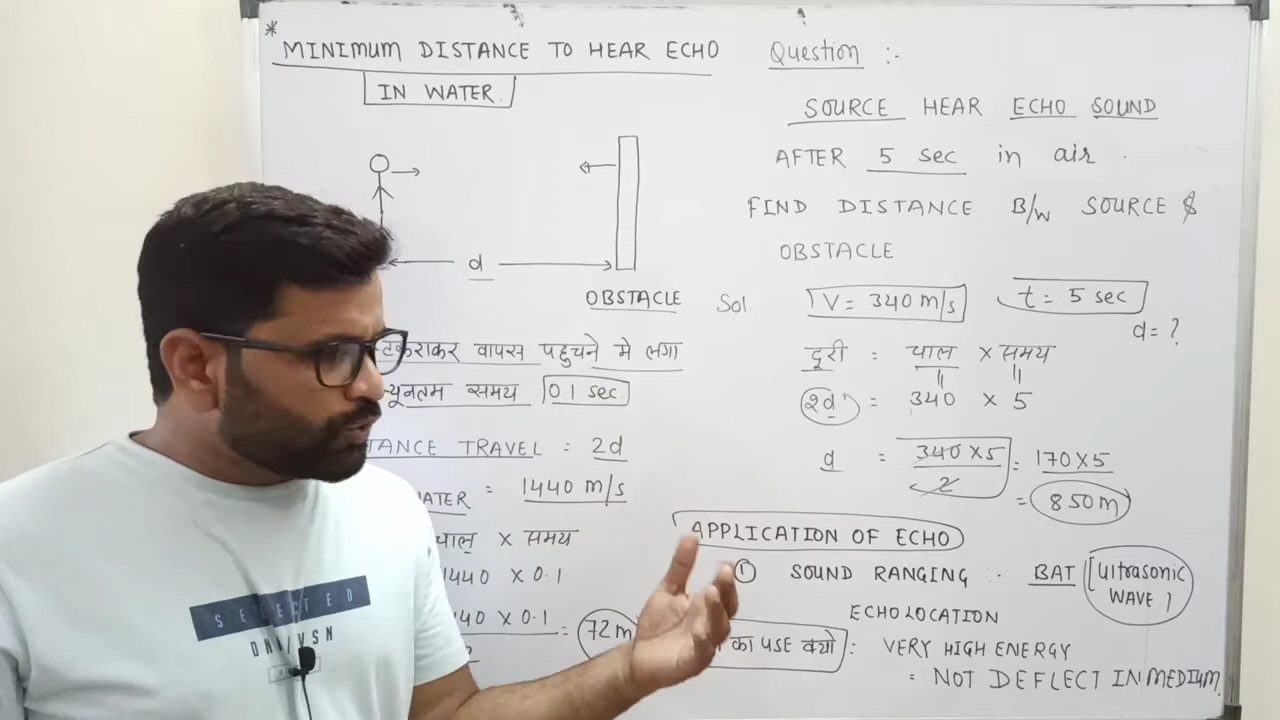 * MINIMUM DISTANCE TO HEAR ECHO
IN WATER.
d
OBSTACLE
टकराकर वापस पहुचने मे लगा
न्यूनतम समय 0.1 sec.
TANCE TRAVEL = 2d
WATER = 1440 m/s
चाल x समय
1440 x 0.1
40 x 0.1 = 72 m
Question :-
SOURCE HEAR ECHO SOUND
AFTER 5 sec in air.
FIND DISTANCE B/W SOURCE &
OBSTACLE
Sol. V = 340 m/s t = 5 sec
d = ?
दूरी = चाल x समय
2d = 340 x 5
d = 340 x 5 / 2 = 170 x 5
= 850m
APPLICATION OF ECHO
① SOUND RANGING :- BAT [ultrasonic
WAVE]
ECHOLOCATION
का use क्यो : VERY HIGH ENERGY
= NOT DEFLECT IN MEDIUM.
SELECTED